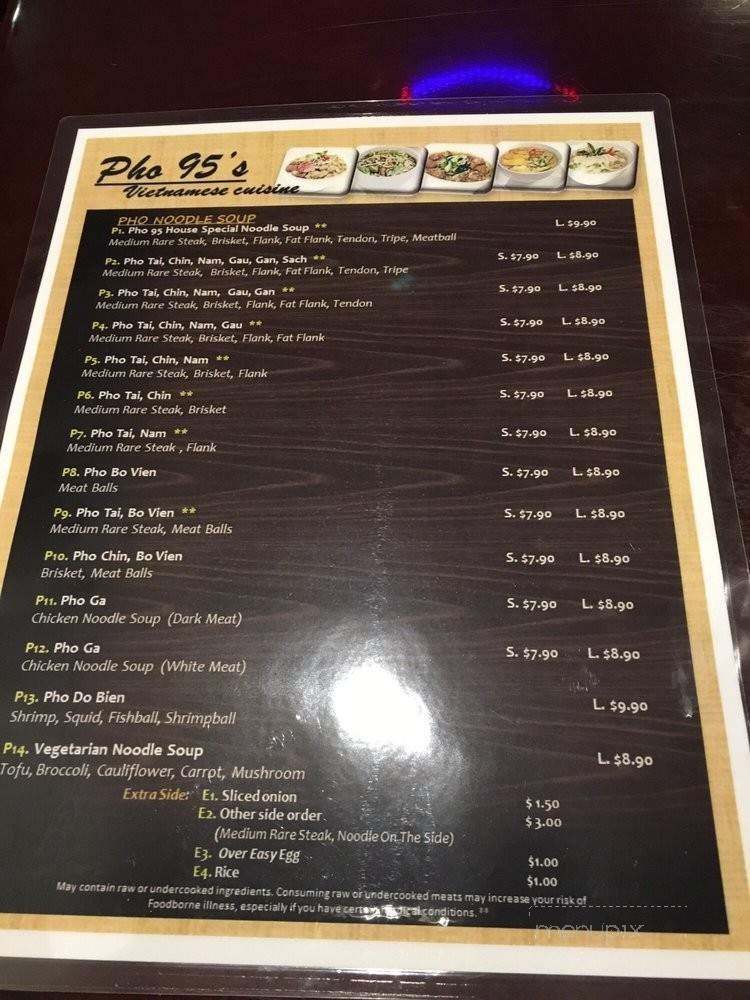 Pho 95's
Vietnamese cuisine
PHO NOODLE SOUP
P1. Pho 95 House Special Noodle Soup ** L. $9.90
Medium Rare Steak, Brisket, Flank, Fat Flank, Tendon, Tripe, Meatball
P2. Pho Tai, Chin, Nam, Gau, Gan, Sach ** S. $7.90 L. $8.90
Medium Rare Steak, Brisket, Flank, Fat Flank, Tendon, Tripe
P3. Pho Tai, Chin, Nam, Gau, Gan ** S. $7.90 L. $8.90
Medium Rare Steak, Brisket, Flank, Fat Flank, Tendon
P4. Pho Tai, Chin, Nam, Gau ** S. $7.90 L. $8.90
Medium Rare Steak, Brisket, Flank, Fat Flank
P5. Pho Tai, Chin, Nam ** S. $7.90 L. $8.90
Medium Rare Steak, Brisket, Flank
P6. Pho Tai, Chin ** S. $7.90 L. $8.90
Medium Rare Steak, Brisket
P7. Pho Tai, Nam ** S. $7.90 L. $8.90
Medium Rare Steak , Flank
P8. Pho Bo Vien S. $7.90 L. $8.90
Meat Balls
P9. Pho Tai, Bo Vien ** S. $7.90 L. $8.90
Medium Rare Steak, Meat Balls
P10. Pho Chin, Bo Vien S. $7.90 L. $8.90
Brisket, Meat Balls
P11. Pho Ga S. $7.90 L. $8.90
Chicken Noodle Soup (Dark Meat)
P12. Pho Ga S. $7.90 L. $8.90
Chicken Noodle Soup (White Meat)
P13. Pho Do Bien L. $9.90
Shrimp, Squid, Fishball, Shrimpball
P14. Vegetarian Noodle Soup L. $8.90
Tofu, Broccoli, Cauliflower, Carrot, Mushroom
Extra Side: E1. Sliced onion $1.50
E2. Other side order $3.00
(Medium Rare Steak, Noodle On The Side)
E3. Over Easy Egg $1.00
E4. Rice $1.00
May contain raw or undercooked ingredients. Consuming raw or undercooked meats may increase your risk of
Foodborne illness, especially if you have certain medical conditions. **
menupix